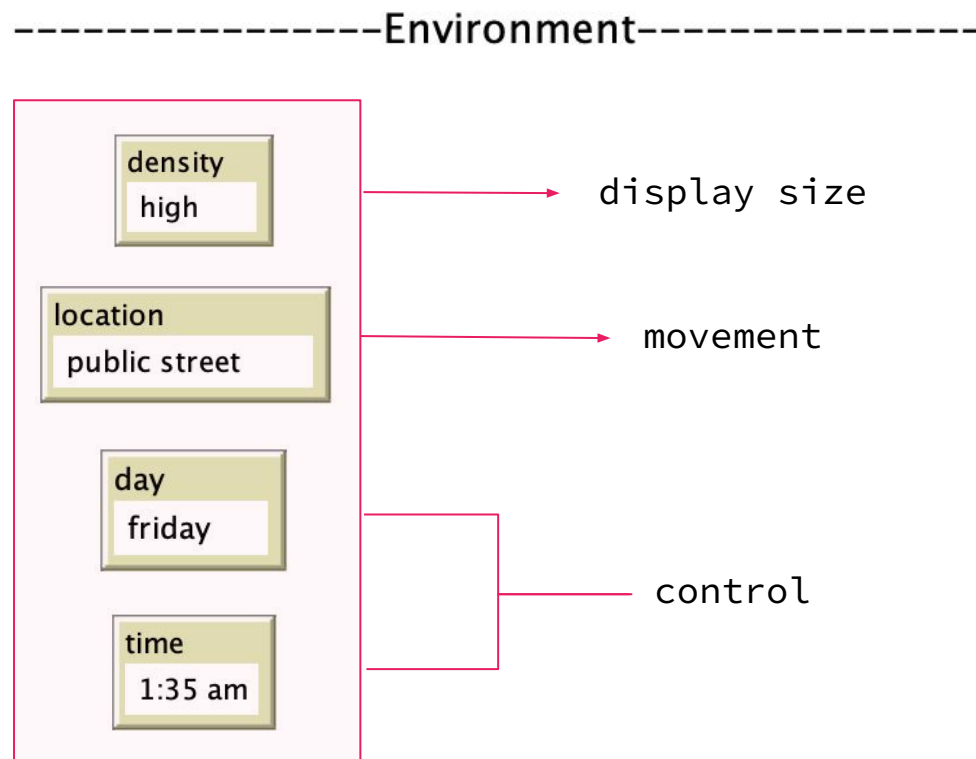 ----------------Environment---------------
density
high
display size
location
public street
movement
day
friday
control
time
1:35 am